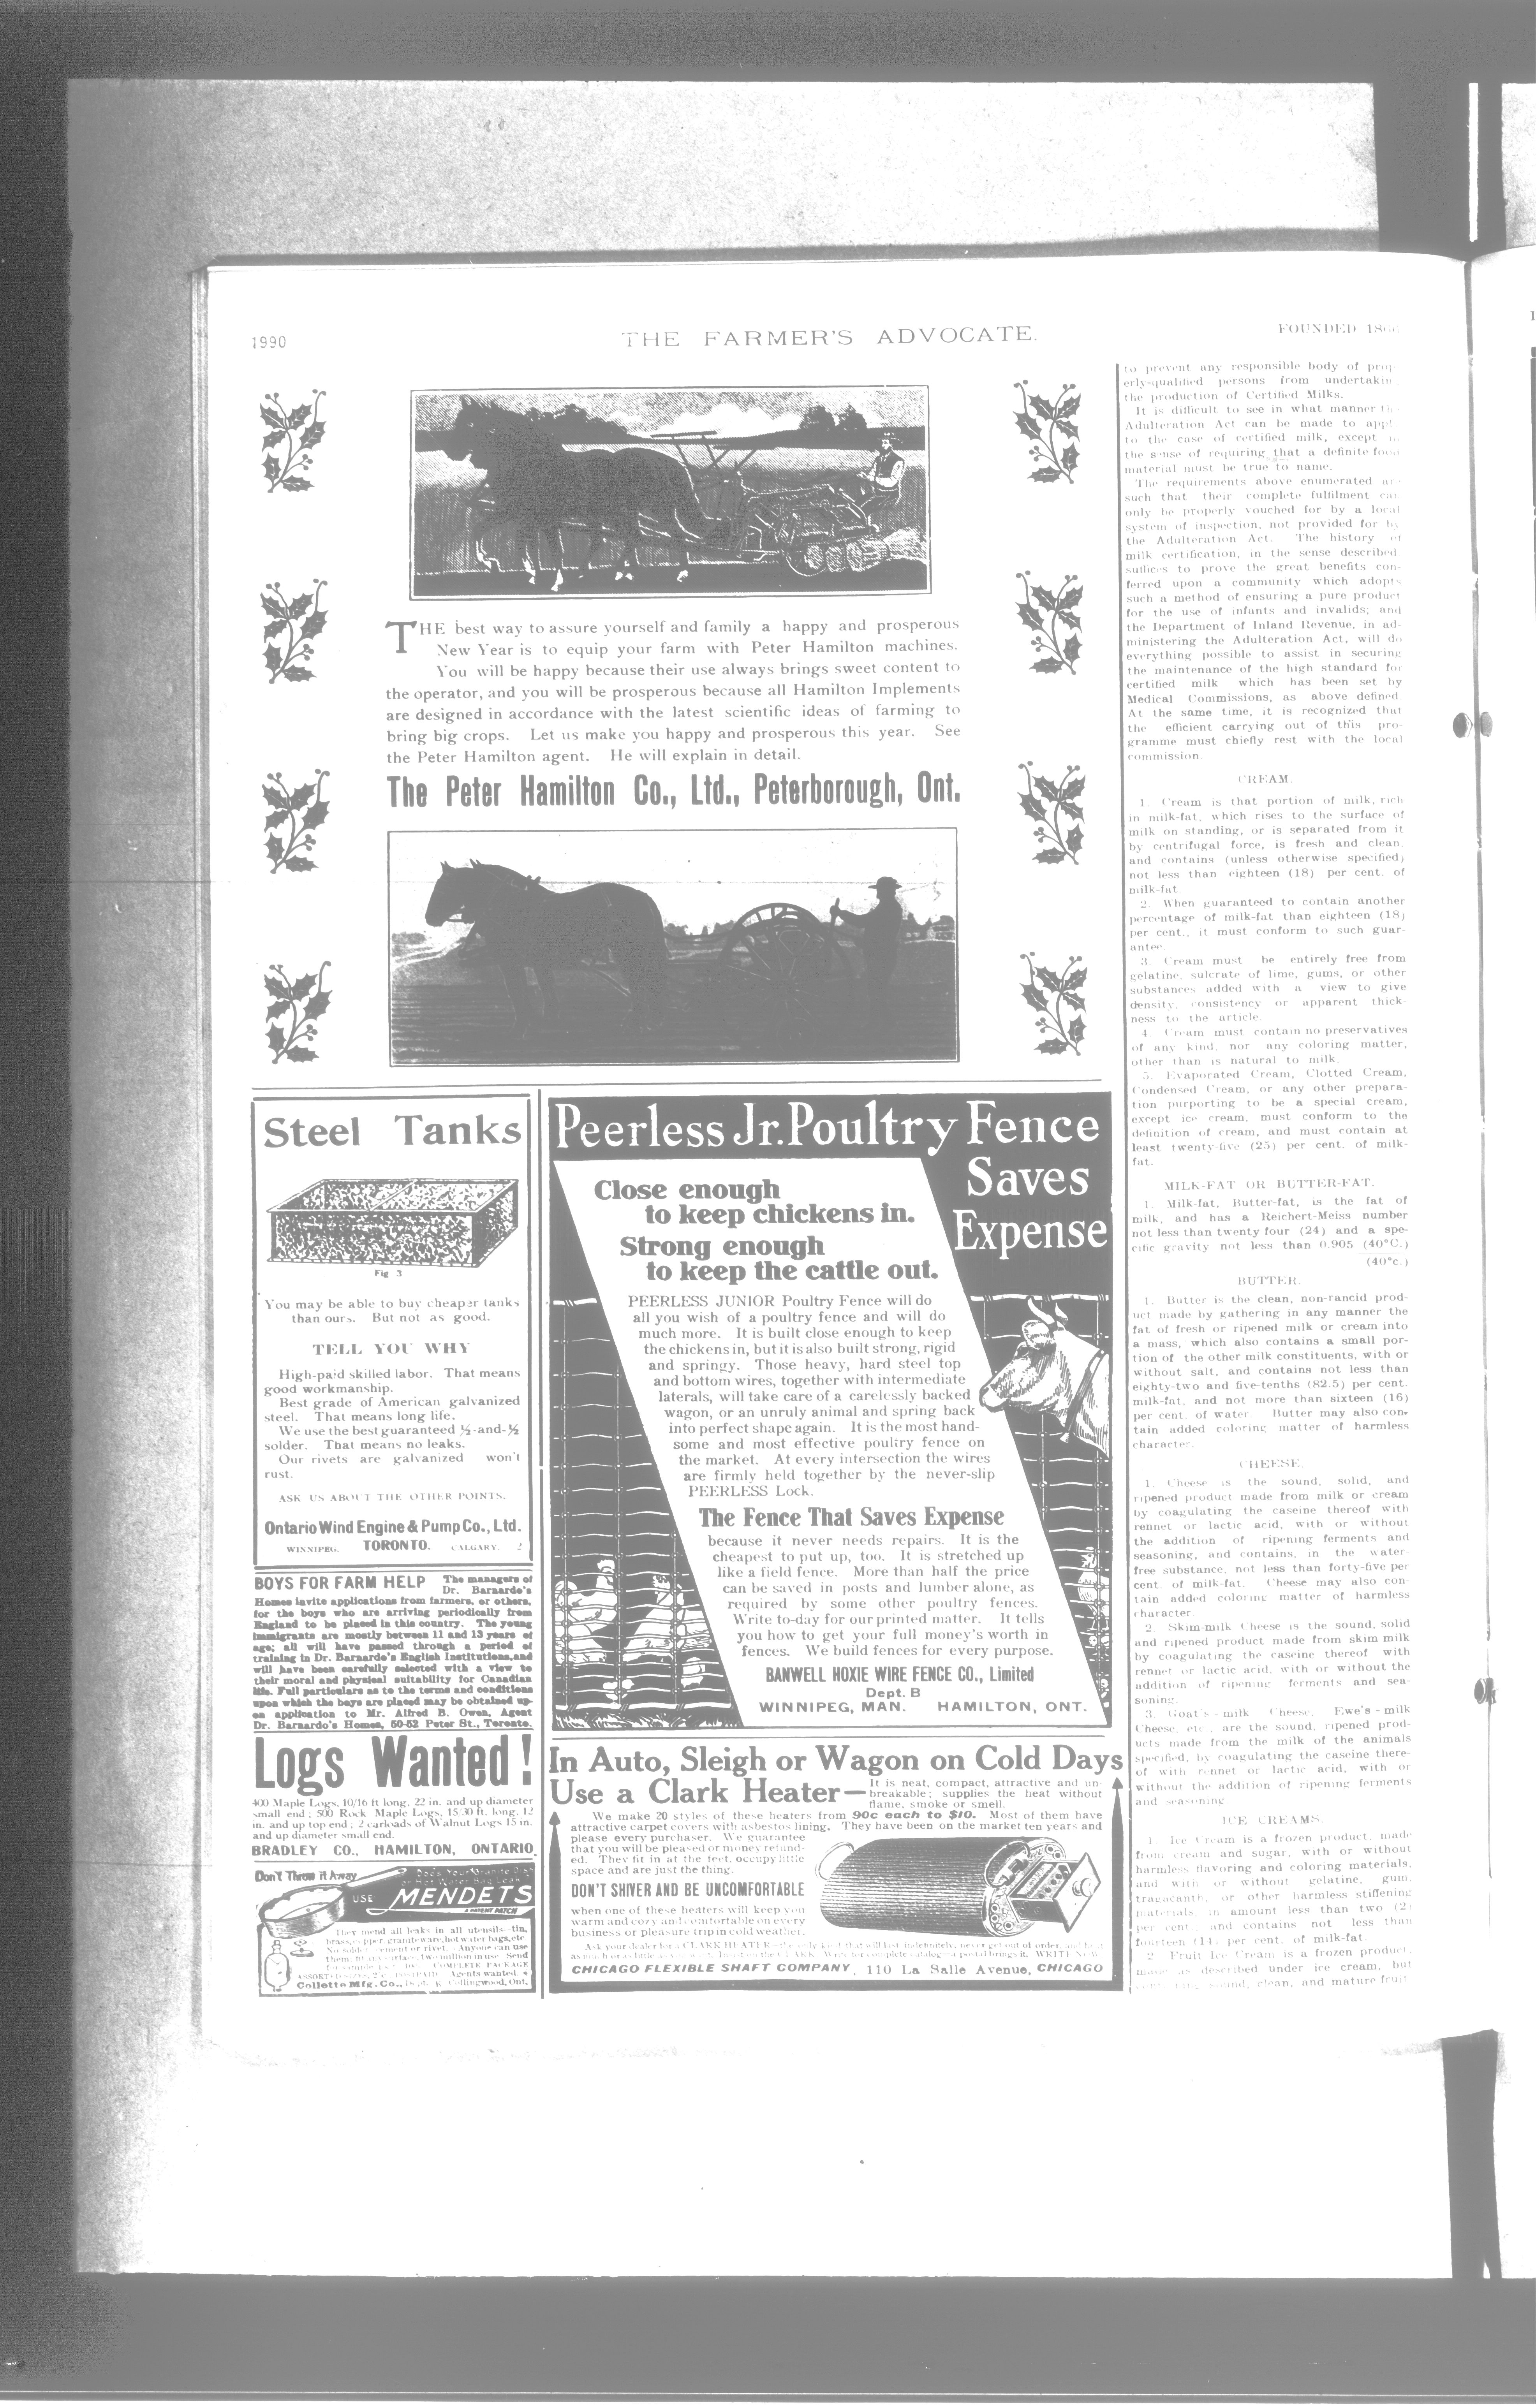 1990
THE FARMER'S ADVOCATE.
FOUNDED
THE best way to assure yourself and family a happy and prosperous
New Year is to equip your farm with Peter Hamilton machines.
You will be happy because their use always brings sweet content to
the operator, and you will be prosperous because all Hamilton Implements
are designed in accordance with the latest scientific ideas of farming to
bring big crops. Let us make you happy and prosperous this year. See
the Peter Hamilton agent. He will explain in detail.
The Peter Hamilton Co., Ltd., Peterborough, Ont.
Steel Tanks
Fig 3
You may be able to buy cheaper tanks
than ours. But not as good.
TELL YOU WHY
High-paid skilled labor. That means
good workmanship.
Best grade of American galvanized
steel. That means long life.
We use the best guaranteed ½-and-½
solder. That means no leaks.
Our rivets are galvanized won't
rust.
ASK US ABOUT THE OTHER POINTS.
Ontario Wind Engine & Pump Co., Ltd.
WINNIPEG. TORONTO. CALGARY. 2
BOYS FOR FARM HELP The managers of
Dr. Barnardo's
Homes invite applications from farmers, or others,
for the boys who are arriving periodically from
England to be placed in this country. The young
immigrants are mostly between 11 and 13 years of
age; all will have passed through a period of
training in Dr. Barnardo's English Institutions, and
will have been carefully selected with a view to
their moral and physical suitability for Canadian
life. Full particulars as to the terms and conditions
upon which the boys are placed may be obtained up-
on application to Mr. Alfred B. Owen, Agent
Dr. Barnardo's Homes, 50-52 Peter St., Toronto.
Logs Wanted!
400 Maple Logs, 10/16 ft long, 22 in. and up diameter
small end; 500 Rock Maple Logs, 15/30 ft. long, 12
in. and up top end; 2 carloads of Walnut Logs 15 in.
and up diameter small end.
BRADLEY CO., HAMILTON, ONTARIO.
Don't Throw it Away
USE MENDETS
A PATENT PATCH
They mend all leaks in all utensils—tin,
brass, copper, graniteware, hot water bags, etc.
No solder, cement or rivet. Anyone can use
them; fit any surface, two million in use. Send
COMPLETE PACKAGE
POSTPAID. Agents wanted.
Collette Mfg. Co., Dept. K Collingwood, Ont.
Peerless Jr. Poultry Fence
Saves
Expense
Close enough
to keep chickens in.
Strong enough
to keep the cattle out.
PEERLESS JUNIOR Poultry Fence will do
all you wish of a poultry fence and will do
much more. It is built close enough to keep
the chickens in, but it is also built strong, rigid
and springy. Those heavy, hard steel top
and bottom wires, together with intermediate
laterals, will take care of a carelessly backed
wagon, or an unruly animal and spring back
into perfect shape again. It is the most hand-
some and most effective poultry fence on
the market. At every intersection the wires
are firmly held together by the never-slip
PEERLESS Lock.
The Fence That Saves Expense
because it never needs repairs. It is the
cheapest to put up, too. It is stretched up
like a field fence. More than half the price
can be saved in posts and lumber alone, as
required by some other poultry fences.
Write to-day for our printed matter. It tells
you how to get your full money's worth in
fences. We build fences for every purpose.
BANWELL HOXIE WIRE FENCE CO., Limited
Dept. B
WINNIPEG, MAN. HAMILTON, ONT.
In Auto, Sleigh or Wagon on Cold Days
Use a Clark Heater—
It is neat, compact, attractive and un-
breakable; supplies the heat without
flame, smoke or smell.
We make 20 styles of these heaters from 90c each to $10. Most of them have
attractive carpet covers with asbestos lining. They have been on the market ten years and
please every purchaser. We guarantee
that you will be pleased or money refund-
ed. They fit in at the feet, occupy little
space and are just the thing.
DON'T SHIVER AND BE UNCOMFORTABLE
when one of these heaters will keep you
warm and cozy and comfortable on every
business or pleasure trip in cold weather.
Ask your dealer for a CLARK HEATER—the only kind that will last indefinitely, never get out of order, and
CHICAGO FLEXIBLE SHAFT COMPANY, 110 La Salle Avenue, CHICAGO
to prevent any responsible body of prop-
erly-qualified persons from undertaking
the production of Certified Milks.
It is difficult to see in what manner the
Adulteration Act can be made to apply
to the case of certified milk, except in
the sense of requiring that a definite food
material must be true to name.
The requirements above enumerated are
such that their complete fulfilment can
only be properly vouched for by a local
system of inspection, not provided for by
the Adulteration Act. The history of
milk certification, in the sense described
suffices to prove the great benefits con-
ferred upon a community which adopts
such a method of ensuring a pure product
for the use of infants and invalids; and
the Department of Inland Revenue, in ad-
ministering the Adulteration Act, will do
everything possible to assist in securing
the maintenance of the high standard for
certified milk which has been set by
Medical Commissions, as above defined.
At the same time, it is recognized that
the efficient carrying out of this pro-
gramme must chiefly rest with the local
commission.
CREAM.
1. Cream is that portion of milk, rich
in milk-fat, which rises to the surface of
milk on standing, or is separated from it
by centrifugal force, is fresh and clean,
and contains (unless otherwise specified)
not less than eighteen (18) per cent. of
milk-fat.
2. When guaranteed to contain another
percentage of milk-fat than eighteen (18)
per cent., it must conform to such guar-
antee.
3. Cream must be entirely free from
gelatine, sulcrate of lime, gums, or other
substances added with a view to give
density, consistency or apparent thick-
ness to the article.
4. Cream must contain no preservatives
of any kind, nor any coloring matter,
other than is natural to milk.
5. Evaporated Cream, Clotted Cream,
Condensed Cream, or any other prepara-
tion purporting to be a special cream,
except ice cream, must conform to the
definition of cream, and must contain at
least twenty-five (25) per cent. of milk-
fat.
MILK-FAT OR BUTTER-FAT.
1. Milk-fat, Butter-fat, is the fat of
milk, and has a Reichert-Meiss number
not less than twenty four (24) and a spe-
cific gravity not less than 0.905 (40°C.)
(40°c.)
BUTTER.
1. Butter is the clean, non-rancid prod-
uct made by gathering in any manner the
fat of fresh or ripened milk or cream into
a mass, which also contains a small por-
tion of the other milk constituents, with or
without salt, and contains not less than
eighty-two and five-tenths (82.5) per cent.
milk-fat, and not more than sixteen (16)
per cent. of water. Butter may also con-
tain added coloring matter of harmless
character.
CHEESE.
1. Cheese is the sound, solid, and
ripened product made from milk or cream
by coagulating the caseine thereof with
rennet or lactic acid, with or without
the addition of ripening ferments and
seasoning, and contains, in the water-
free substance, not less than forty-five per
cent. of milk-fat. Cheese may also con-
tain added coloring matter of harmless
character.
2. Skim-milk Cheese is the sound, solid
and ripened product made from skim milk
by coagulating the caseine thereof with
rennet or lactic acid, with or without the
addition of ripening ferments and sea-
soning.
3. Goat's-milk Cheese, Ewe's-milk
Cheese, etc., are the sound, ripened prod-
ucts made from the milk of the animals
specified, by coagulating the caseine there-
of with rennet or lactic acid, with or
without the addition of ripening ferments
and seasoning.
ICE CREAMS.
1. Ice Cream is a frozen product, made
from cream and sugar, with or without
harmless flavoring and coloring materials,
and with or without gelatine, gum,
tragacanth, or other harmless stiffening
materials, in amount less than two (2)
per cent., and contains not less than
fourteen (14) per cent. of milk-fat.
2. Fruit Ice Cream is a frozen product,
made as described under ice cream, but
sound, clean, and mature fruit